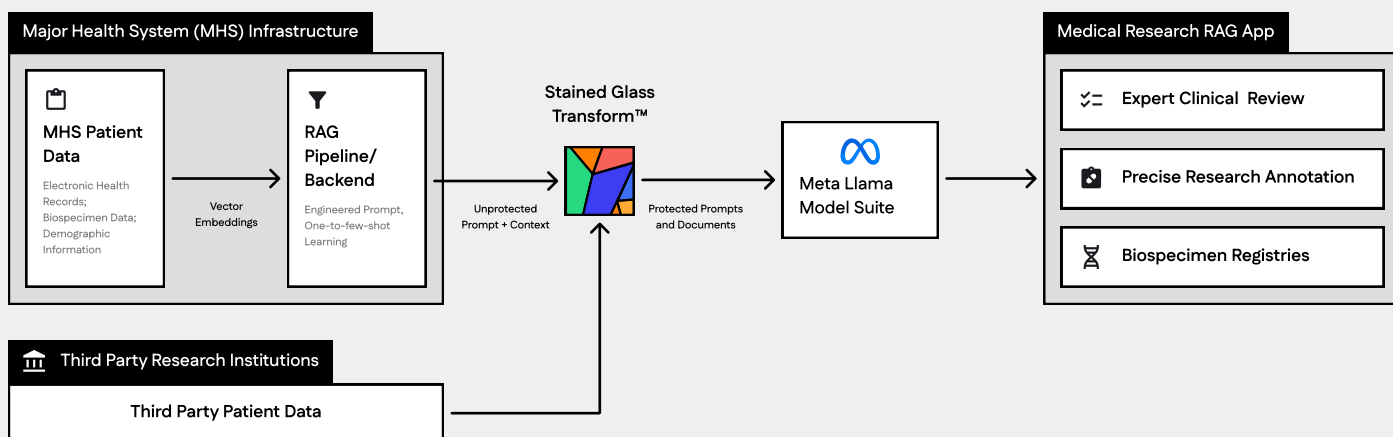 Major Health System (MHS) Infrastructure
MHS Patient
Data
Electronic Health
Records;
Biospecimen Data;
Demographic
Information
Vector
Embeddings
RAG
Pipeline/
Backend
Engineered Prompt,
One-to-few-shot
Learning
Unprotected
Prompt + Context
Stained Glass
Transform™
Protected Prompts
and Documents
Meta Llama
Model Suite
Medical Research RAG App
Expert Clinical Review
Precise Research Annotation
Biospecimen Registries
Third Party Research Institutions
Third Party Patient Data